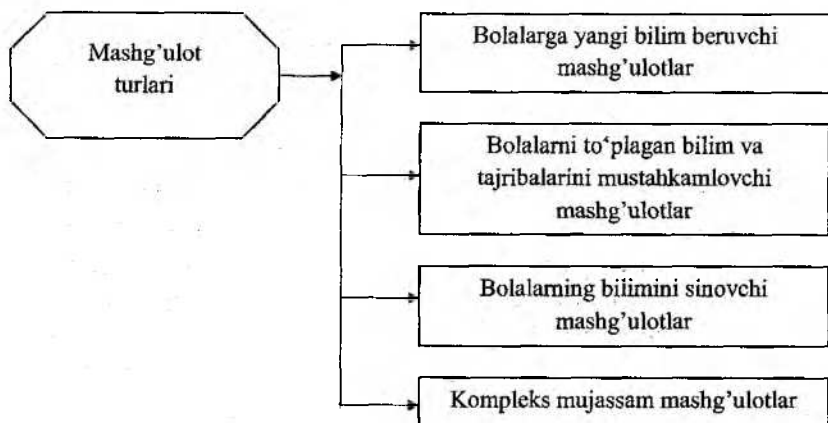 Mashg'ulot
turlari
Bolalarga yangi bilim beruvchi
mashg'ulotlar
Bolalarni to‘plagan bilim va
tajribalarini mustahkamlovchi
mashg'ulotlar
Bolalarning bilimini sinovchi
mashg'ulotlar
Kompleks mujassam mashg'ulotlar